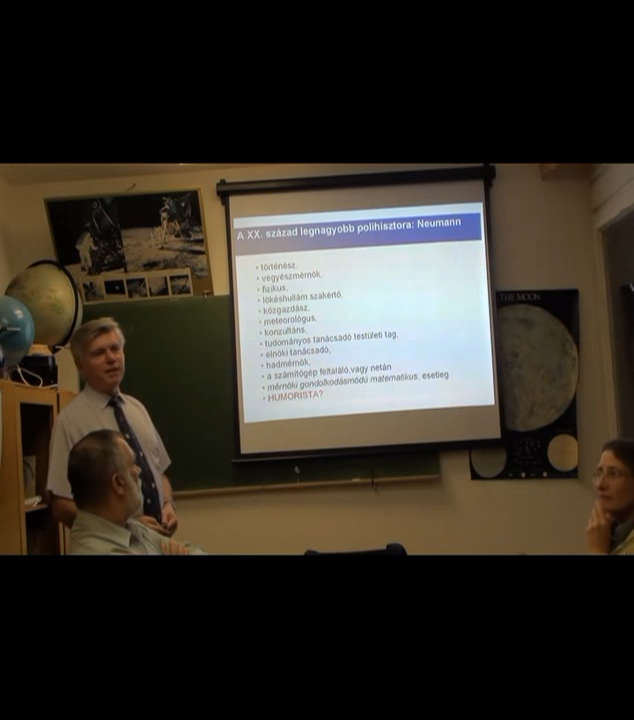 A XX. század legnagyobb polihisztora: Neumann
• történész,
• vegyészmérnök,
• fizikus,
• lökéshullám szakértő,
• közgazdász,
• meteorológus,
• konzultáns,
• tudományos tanácsadó testületi tag,
• elnöki tanácsadó,
• hadmérnök,
• a számítógép feltaláló,vagy netán
• mérnöki gondolkodásmódú matematikus, esetleg
• HUMORISTA?
THE MOON